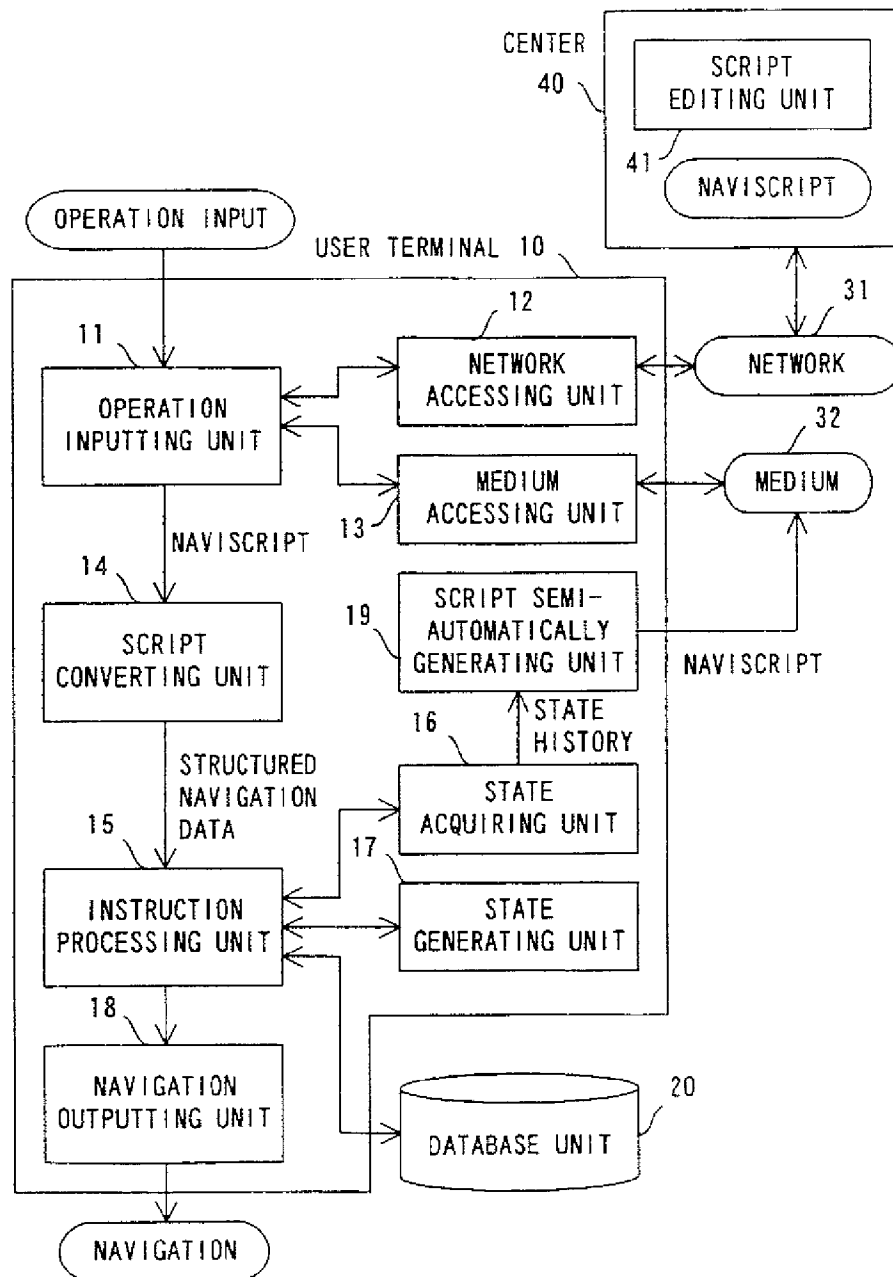 CENTER
40
SCRIPT
EDITING UNIT
41
NAVISCRIPT
OPERATION INPUT
USER TERMINAL 10
31
NETWORK
11
OPERATION
INPUTTING UNIT
12
NETWORK
ACCESSING UNIT
32
MEDIUM
13
MEDIUM
ACCESSING UNIT
NAVISCRIPT
14
SCRIPT
CONVERTING UNIT
19
SCRIPT SEMI-
AUTOMATICALLY
GENERATING UNIT
NAVISCRIPT
STATE
HISTORY
16
STATE
ACQUIRING UNIT
STRUCTURED
NAVIGATION
DATA
15
INSTRUCTION
PROCESSING UNIT
17
STATE
GENERATING UNIT
18
NAVIGATION
OUTPUTTING UNIT
20
DATABASE UNIT
NAVIGATION